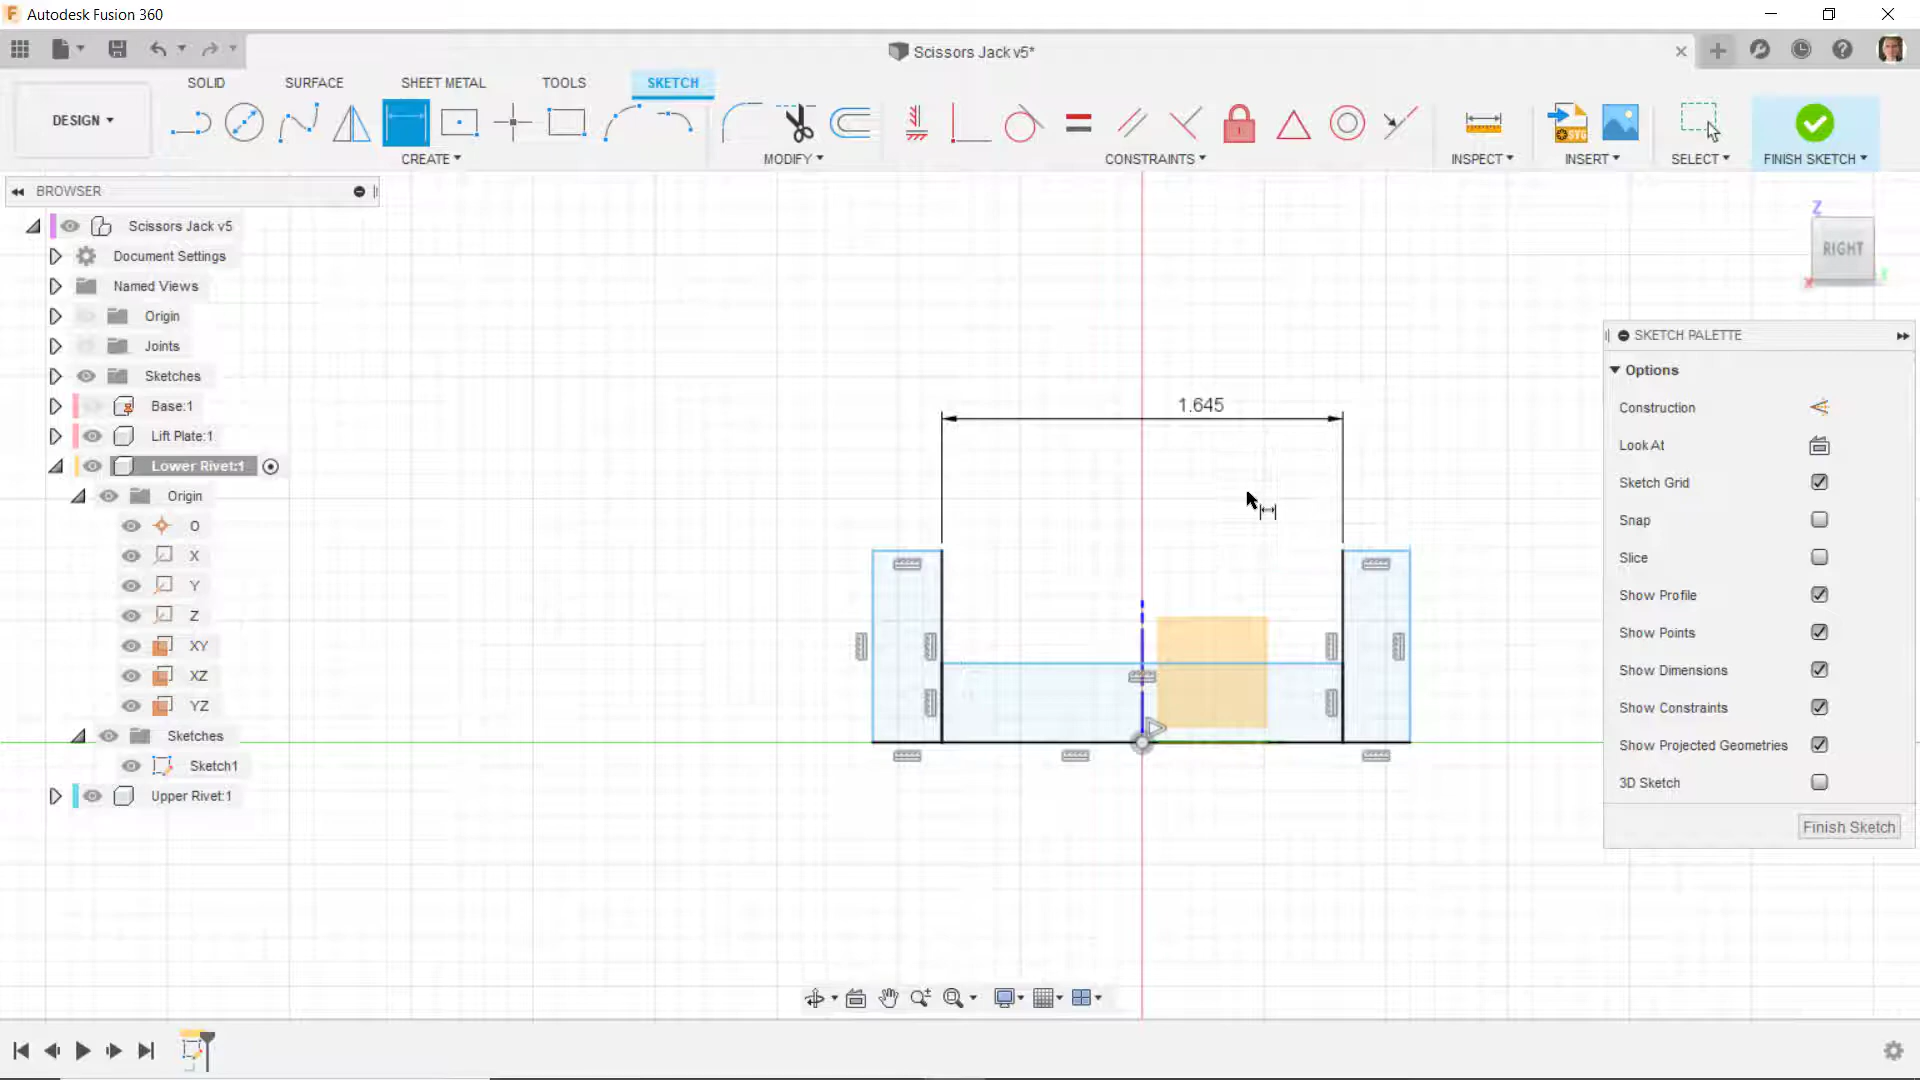 Autodesk Fusion 360
Scissors Jack v5*
SOLID SURFACE SHEET METAL TOOLS SKETCH
DESIGN
CREATE MODIFY CONSTRAINTS INSPECT INSERT SELECT FINISH SKETCH
SVG
BROWSER
Scissors Jack v5
Document Settings
Named Views
Origin
Joints
Sketches
Base:1
Lift Plate:1
Lower Rivet:1
Origin
O
X
Y
Z
XY
XZ
YZ
Sketches
Sketch1
Upper Rivet:1
1.645
Z
RIGHT
X
SKETCH PALETTE
Options
Construction
Look At
Sketch Grid
Snap
Slice
Show Profile
Show Points
Show Dimensions
Show Constraints
Show Projected Geometries
3D Sketch
Finish Sketch